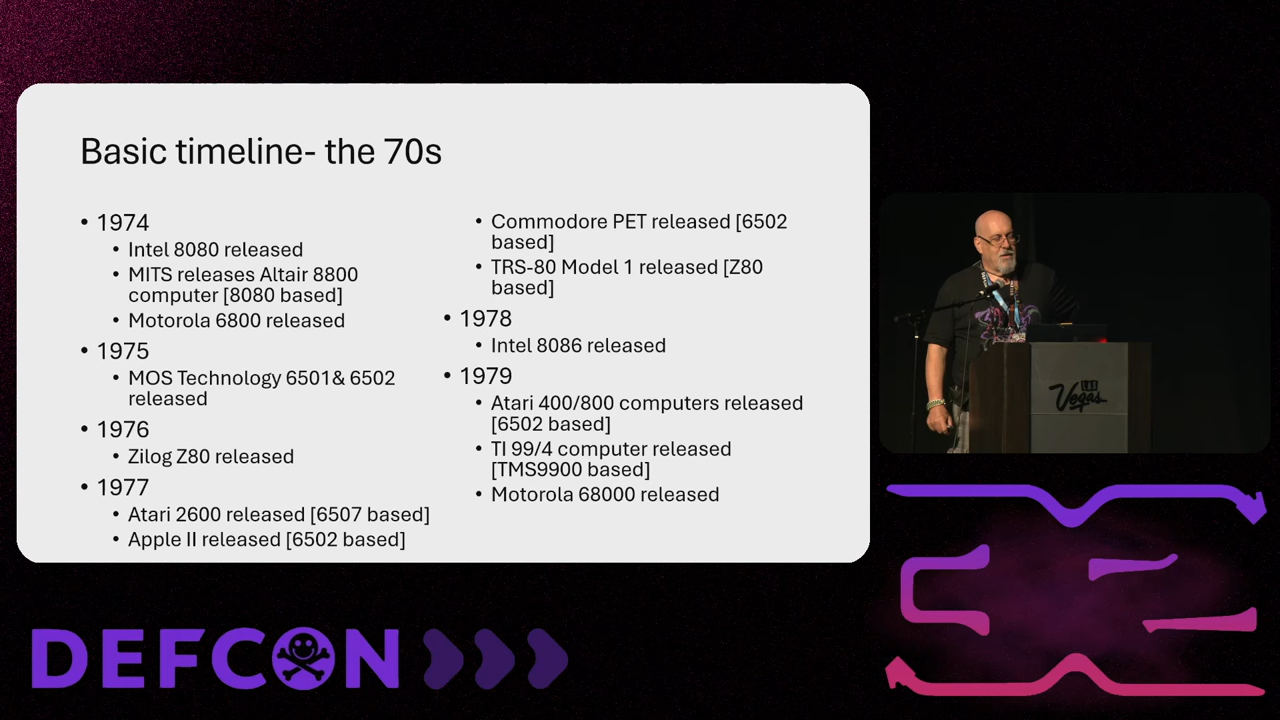 Basic timeline- the 70s
• 1974
• Intel 8080 released
• MITS releases Altair 8800
computer [8080 based]
• Motorola 6800 released
• 1975
• MOS Technology 6501& 6502
released
• 1976
• Zilog Z80 released
• 1977
• Atari 2600 released [6507 based]
• Apple II released [6502 based]
• Commodore PET released [6502
based]
• TRS-80 Model 1 released [Z80
based]
• 1978
• Intel 8086 released
• 1979
• Atari 400/800 computers released
[6502 based]
• TI 99/4 computer released
[TMS9900 based]
• Motorola 68000 released
Vegas
DEFCON